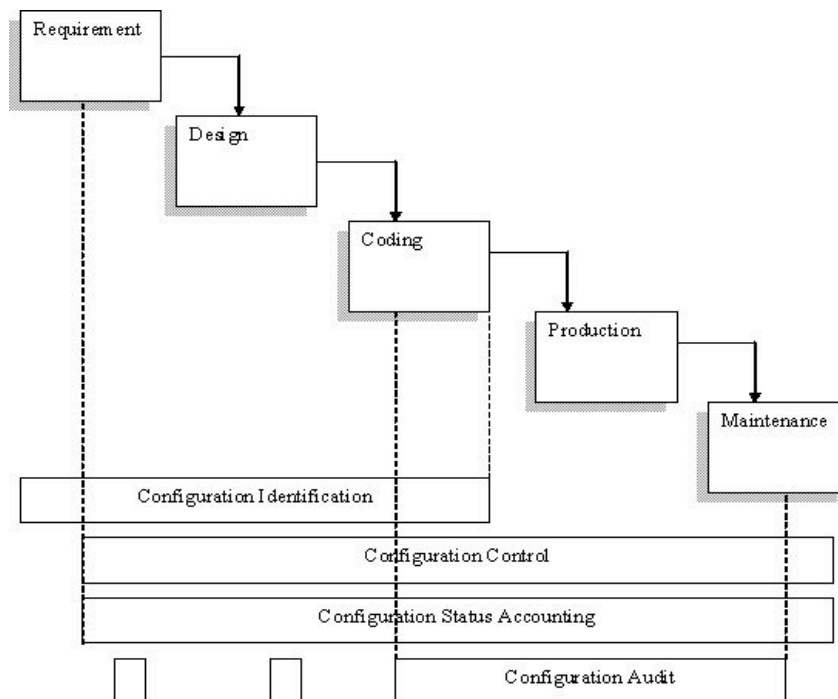 Requirement
Design
Coding
Production
Maintenance
Configuration Identification
Configuration Control
Configuration Status Accounting
Configuration Audit